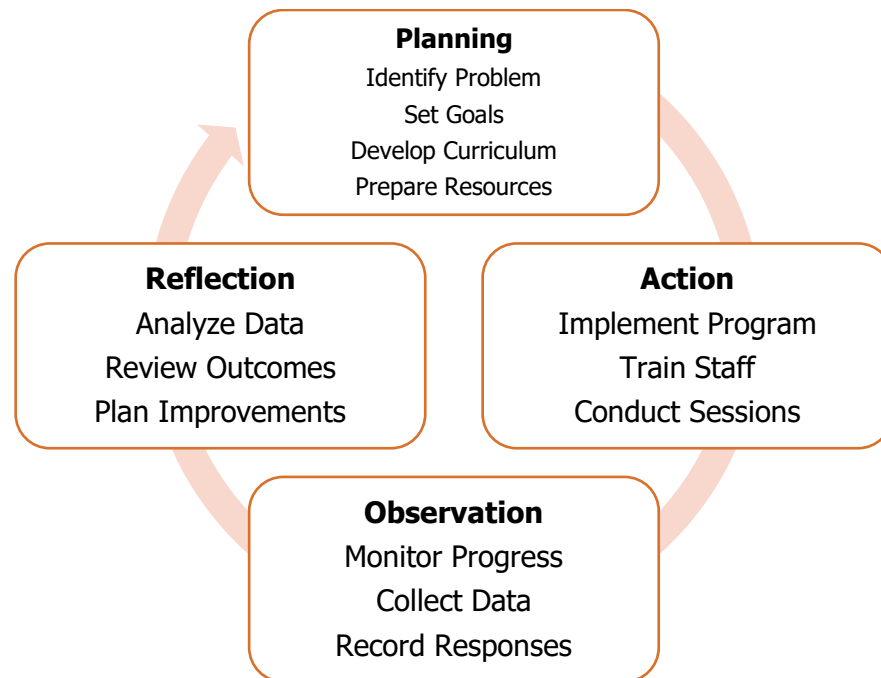 Planning
Identify Problem
Set Goals
Develop Curriculum
Prepare Resources
Action
Implement Program
Train Staff
Conduct Sessions
Observation
Monitor Progress
Collect Data
Record Responses
Reflection
Analyze Data
Review Outcomes
Plan Improvements